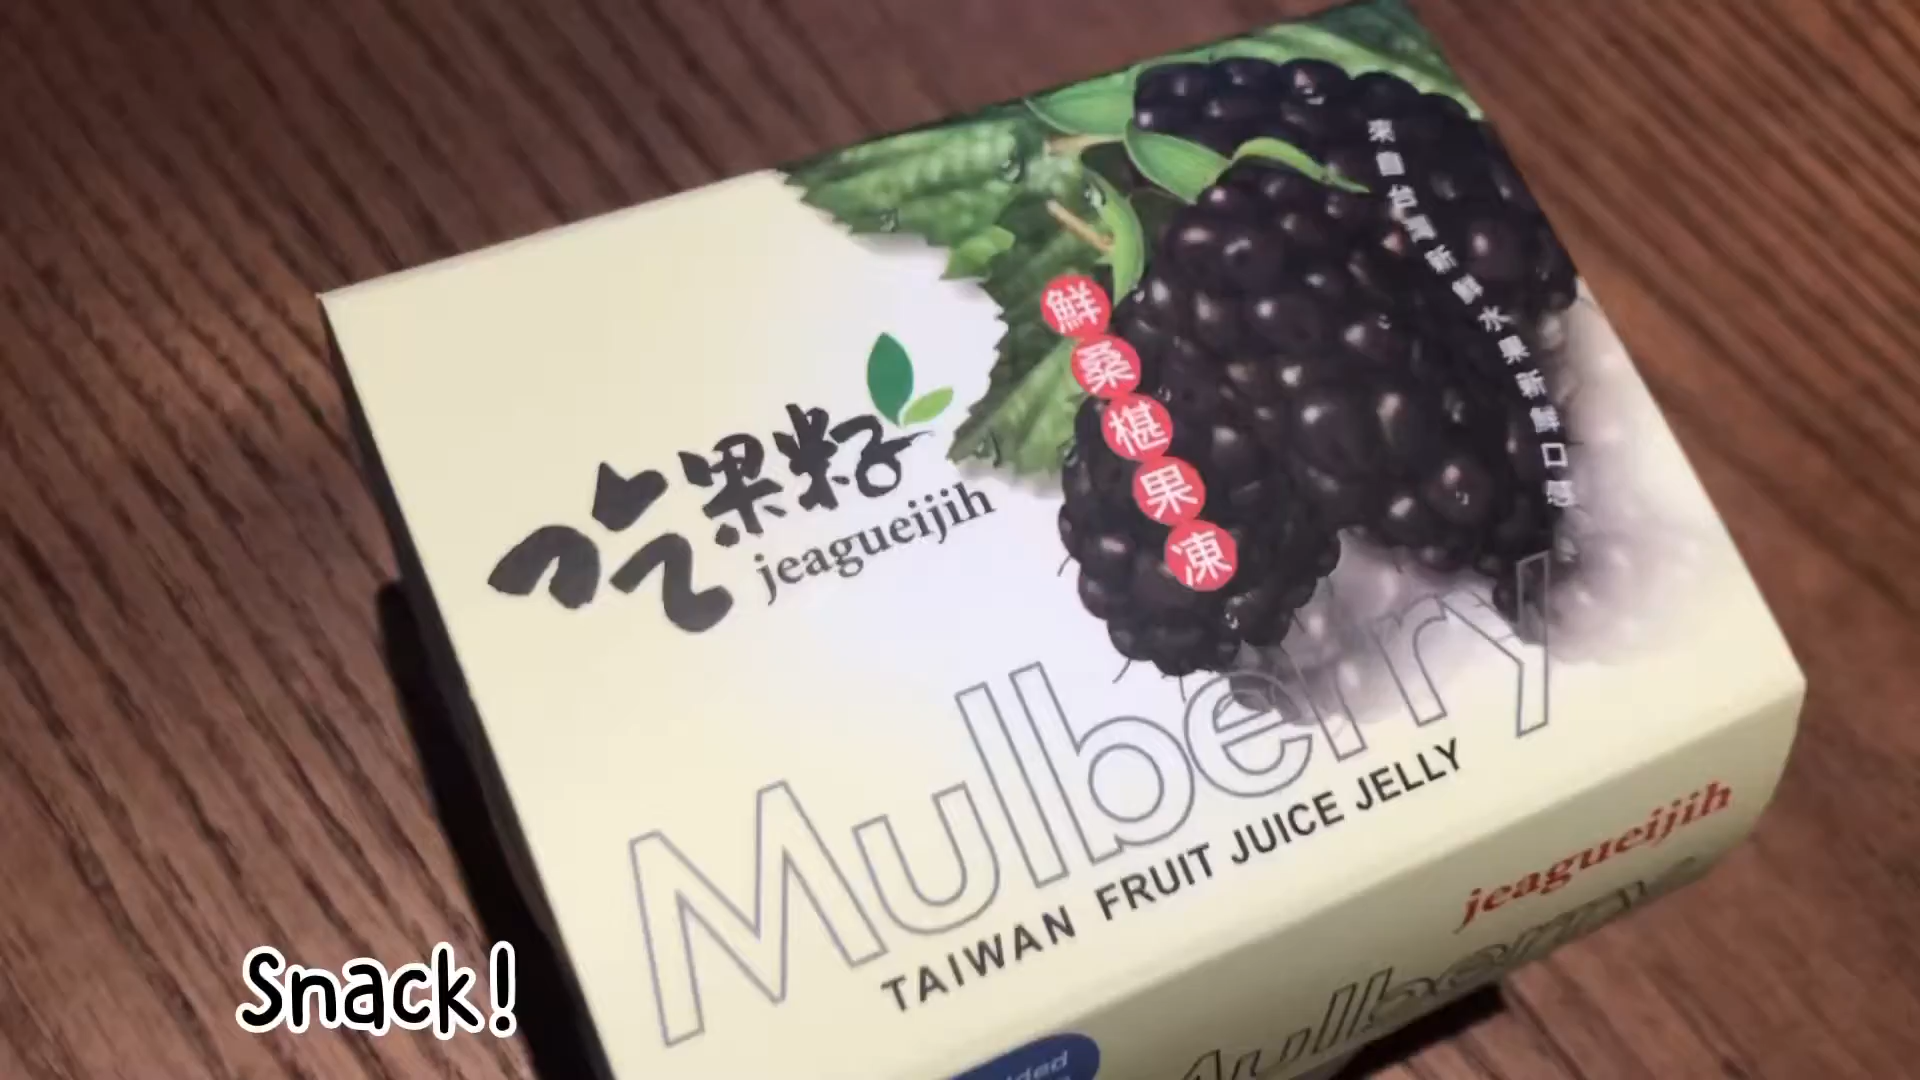 來自台灣新鮮水果新鮮口感
鮮桑椹果凍
吃果籽
jeagueijih
Mulberry
TAIWAN FRUIT JUICE JELLY
jeagueijih
Mulberry
Snack!